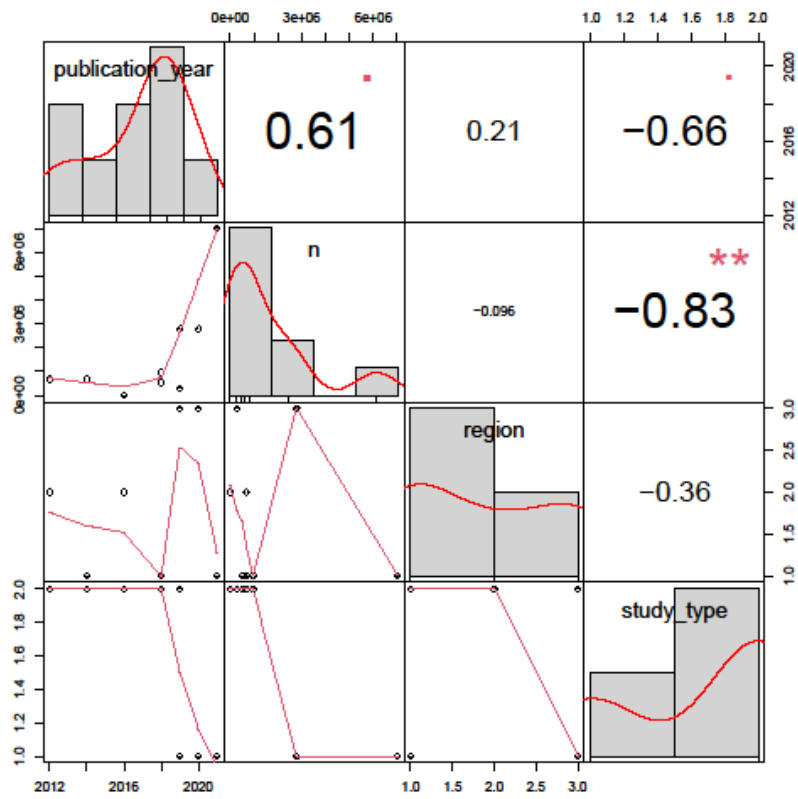 0e+00 3e+06 6e+06 1.0 1.2 1.4 1.6 1.8 2.0
publication_year
0.61
0.21
−0.66
2012 2016 2020
0e+00 3e+06 6e+06
n
−0.096
**
−0.83
region
−0.36
1.0 1.5 2.0 2.5 3.0
1.0 1.2 1.4 1.6 1.8 2.0
study_type
2012 2016 2020 1.0 1.5 2.0 2.5 3.0